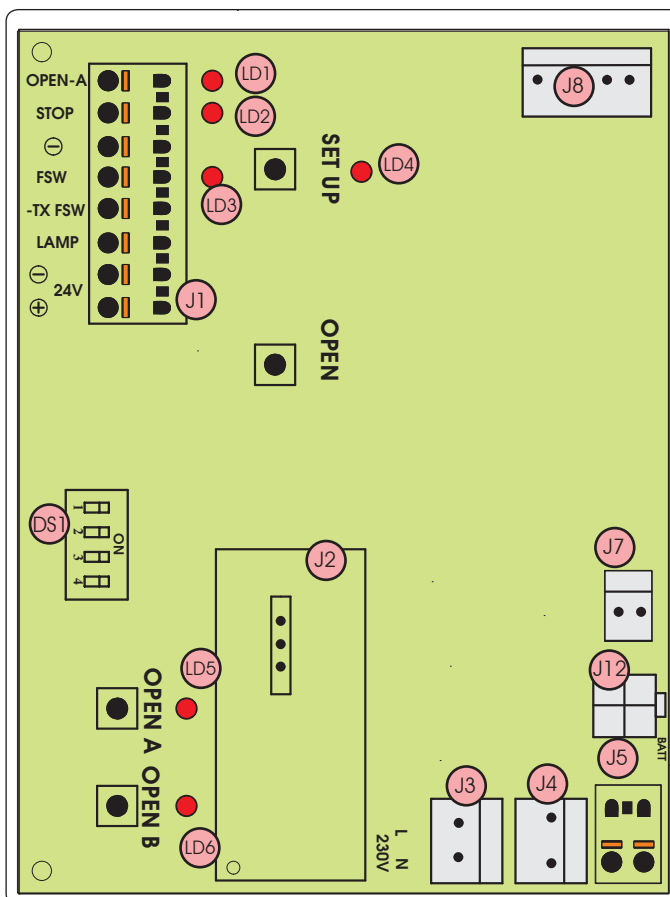 OPEN-A
LD1
J8
STOP
LD2
⊖
SET UP
LD4
FSW
LD3
-TX FSW
LAMP
⊖
24V
J1
⊕
OPEN
DS1
1
2
3
4
ON
J2
J7
LD5
J12
OPEN A
BATT
J5
J3
J4
OPEN B
LD6
L N
230V